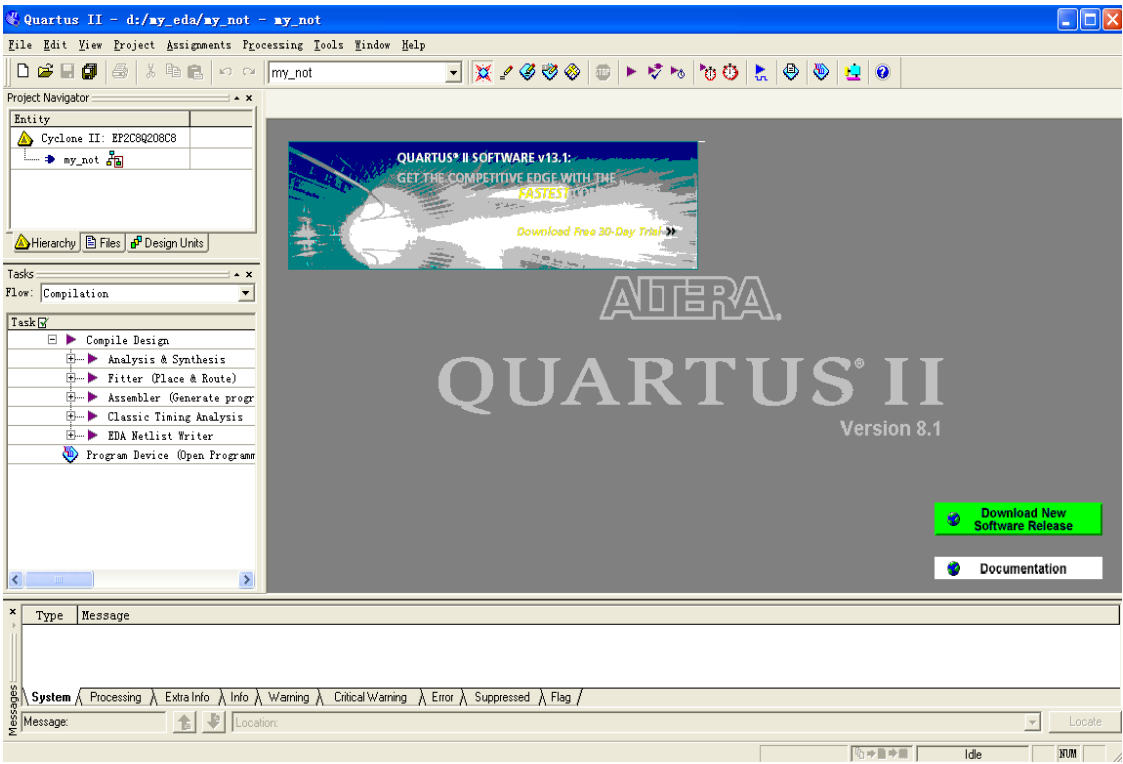 Quartus II - d:/my_eda/my_not - my_not
File Edit View Project Assignments Processing Tools Window Help
my_not
STOP
Project Navigator
Entity
Cyclone II: EP2C8Q208C8
my_not
Hierarchy Files Design Units
Tasks
Flow: Compilation
Task
Compile Design
Analysis & Synthesis
Fitter (Place & Route)
Assembler (Generate progr
Classic Timing Analysis
EDA Netlist Writer
Program Device (Open Programm
QUARTUS® II SOFTWARE v13.1:
GET THE COMPETITIVE EDGE WITH THE
FASTEST
Download Free 30-Day Trial
ALTERA.
QUARTUS® II
Version 8.1
Download New
Software Release
Documentation
Type Message
System Processing Extra Info Info Warning Critical Warning Error Suppressed Flag
Messages
Message:
Location:
Locate
Idle
NUM